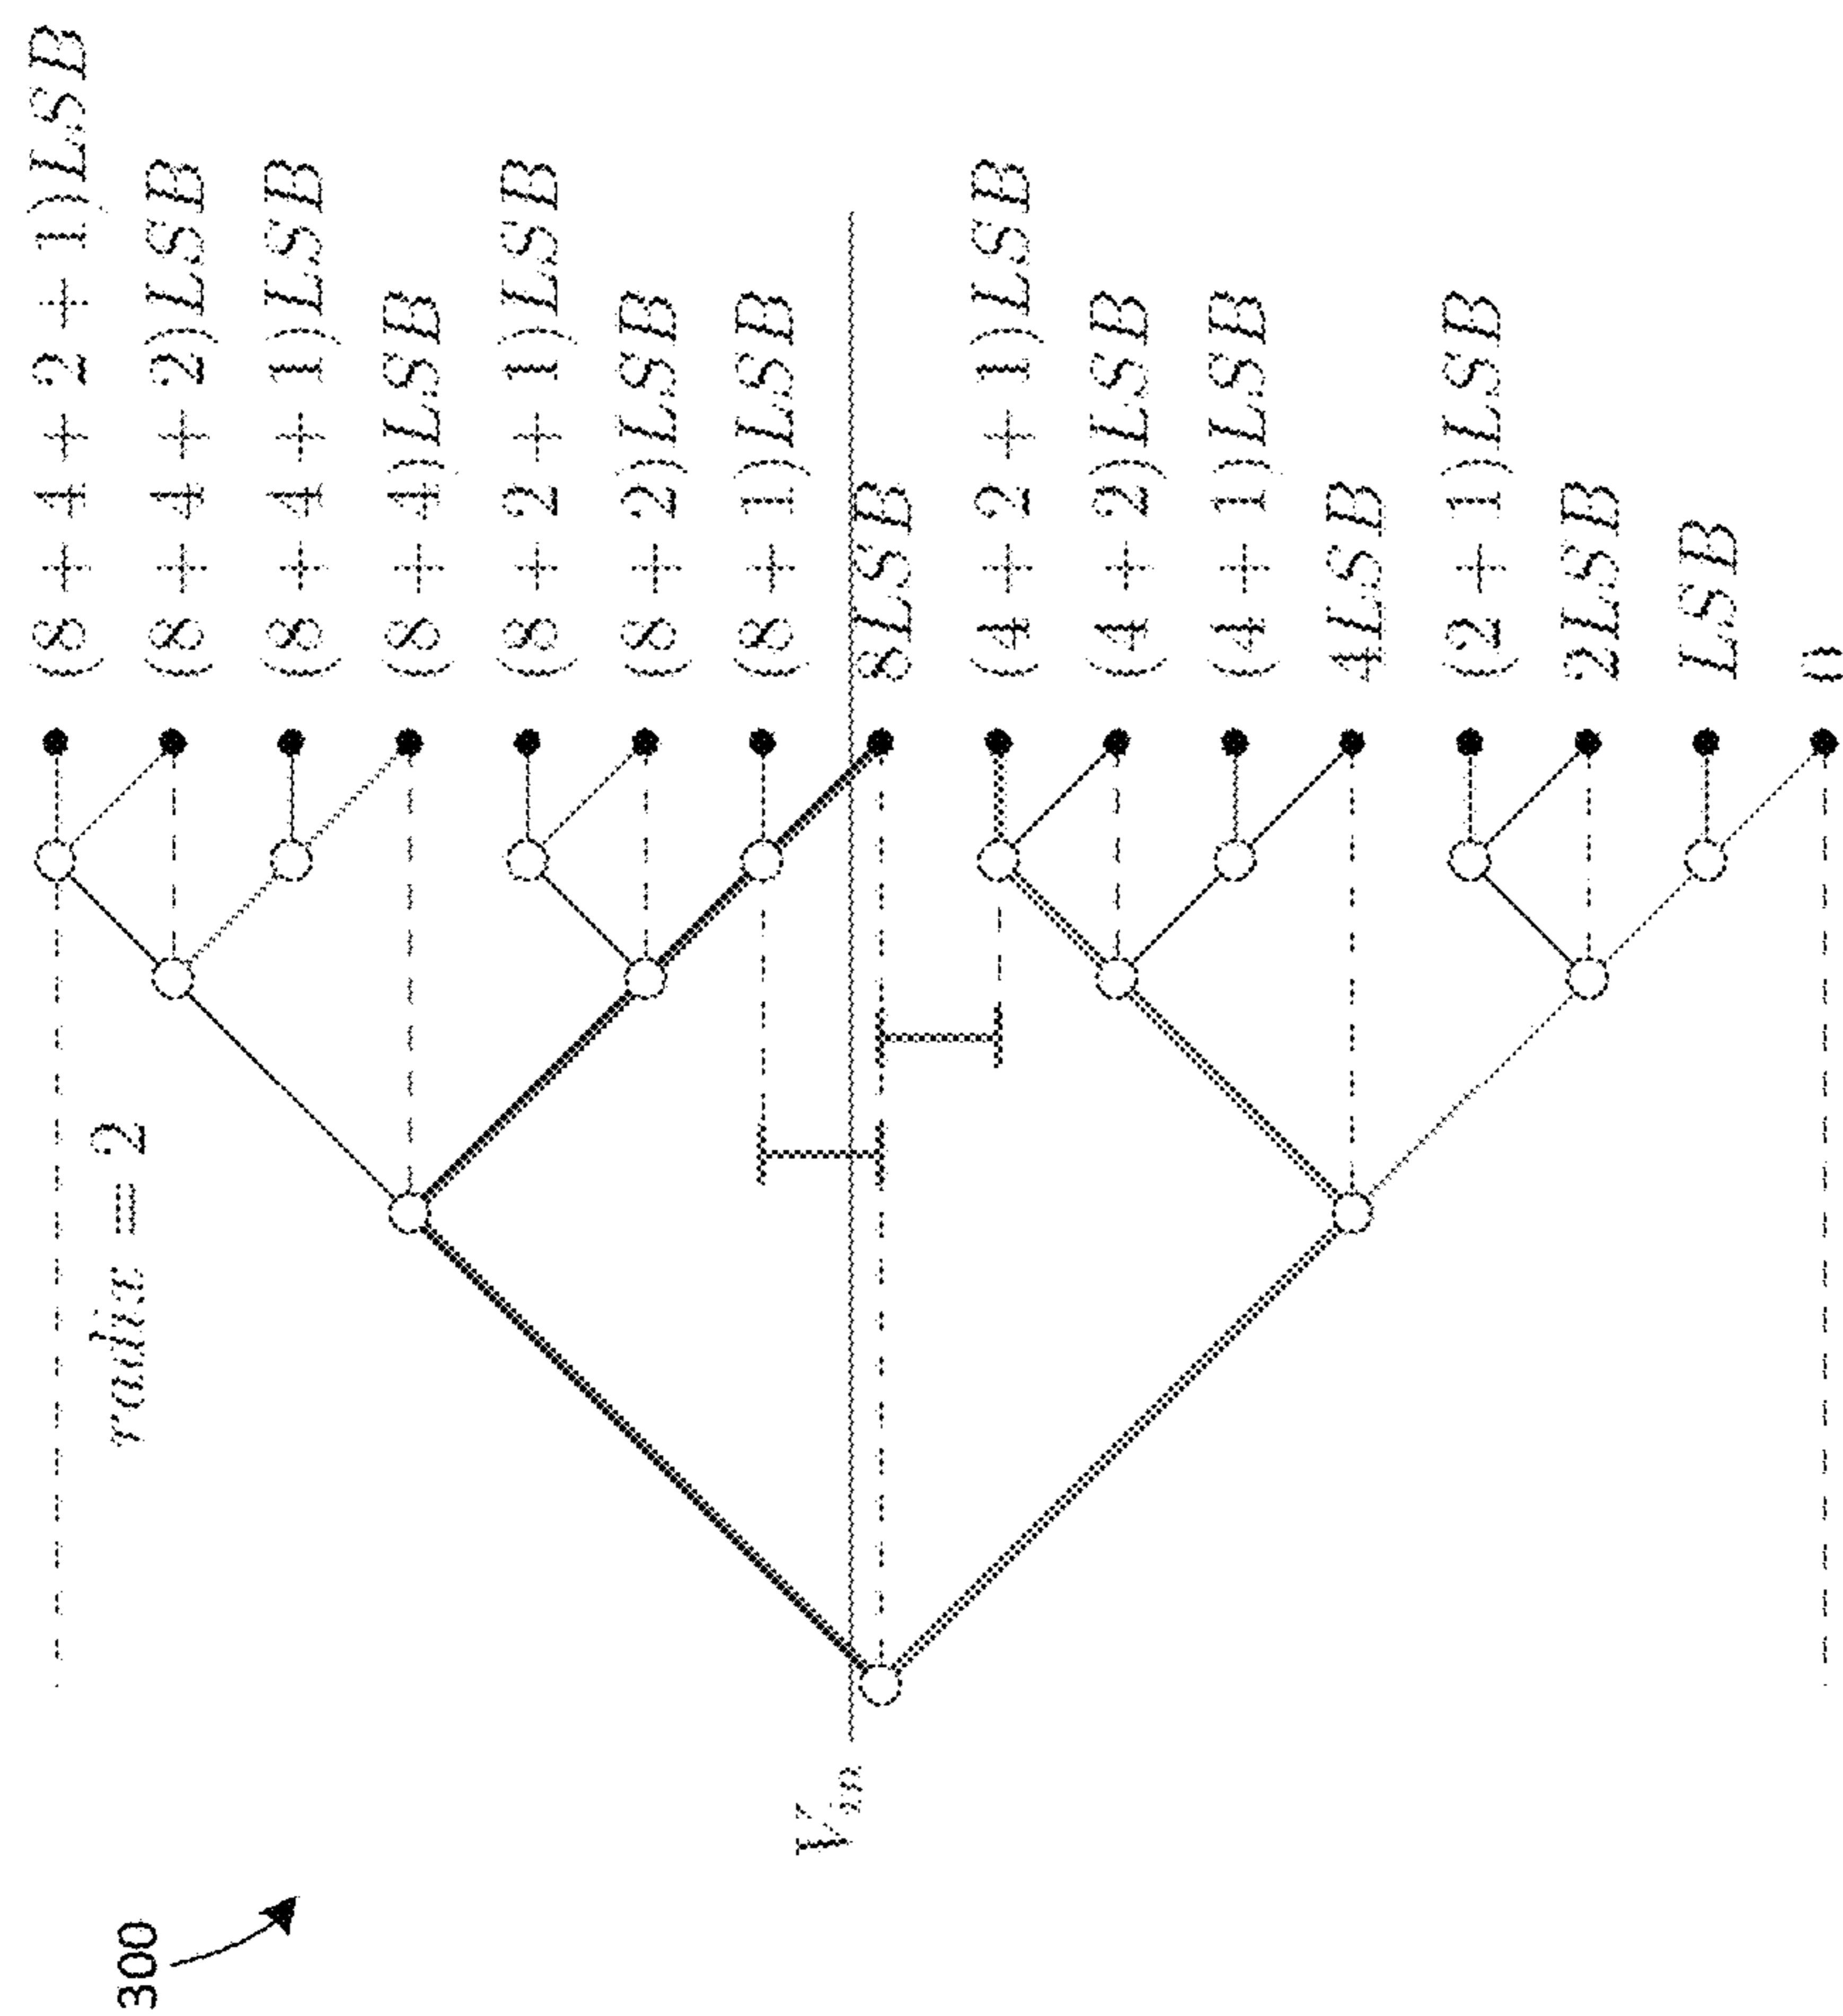 300
radix = 2
V_in
(8 + 4 + 2 + 1)LSB
(8 + 4 + 2)LSB
(8 + 4 + 1)LSB
(8 + 4)LSB
(8 + 2 + 1)LSB
(8 + 2)LSB
(8 + 1)LSB
8LSB
(4 + 2 + 1)LSB
(4 + 2)LSB
(4 + 1)LSB
4LSB
(2 + 1)LSB
2LSB
LSB
0